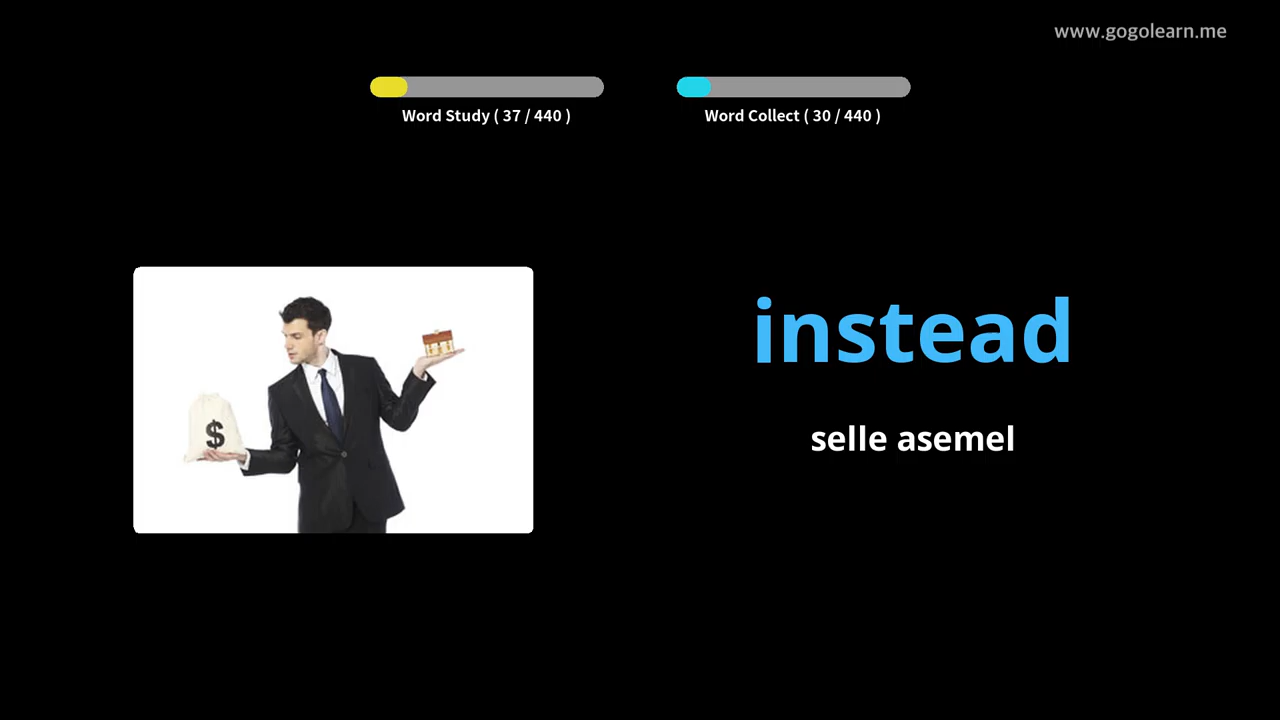 www.gogolearn.me
Word Study ( 37 / 440 )
Word Collect ( 30 / 440 )
instead
selle asemel
$